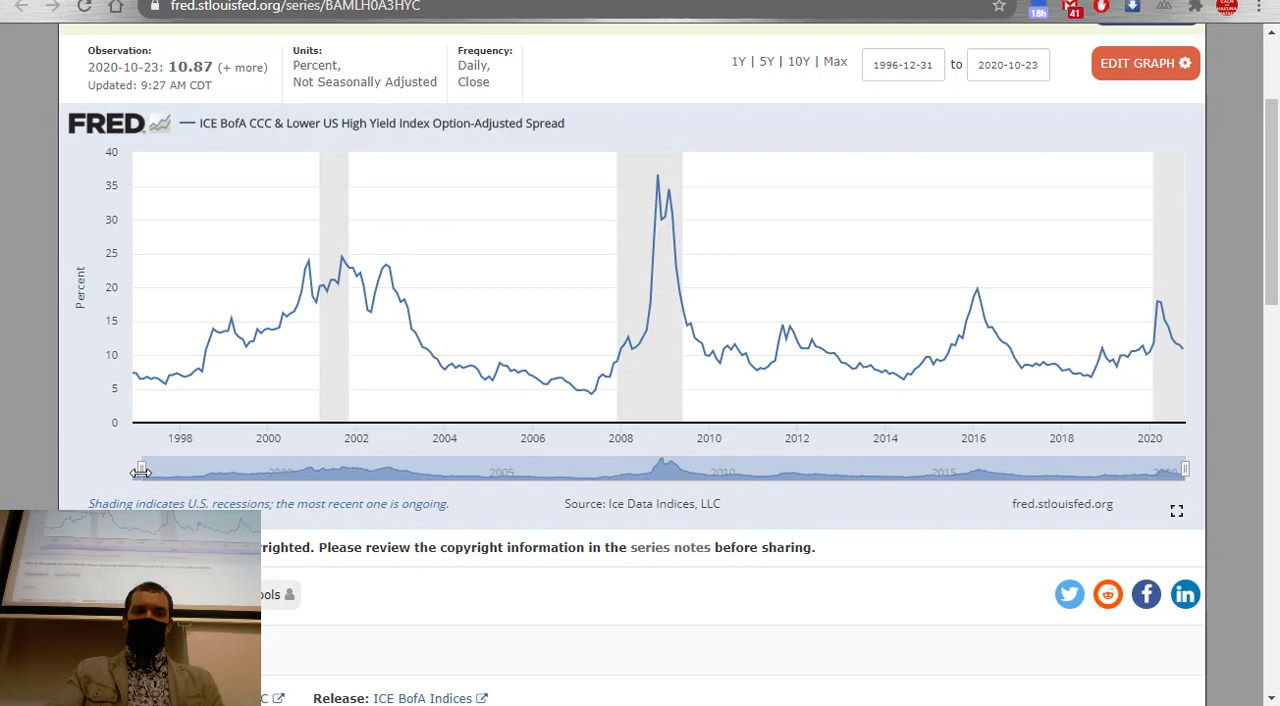 fred.stlouisfed.org/series/BAMLH0A3HYC
18h
41
Observation:
2020-10-23: 10.87 (+ more)
Updated: 9:27 AM CDT
Units:
Percent,
Not Seasonally Adjusted
Frequency:
Daily,
Close
1Y | 5Y | 10Y | Max
1996-12-31 to 2020-10-23
EDIT GRAPH
FRED
ICE BofA CCC & Lower US High Yield Index Option-Adjusted Spread
Percent
40
35
30
25
20
15
10
5
0
1998 2000 2002 2004 2006 2008 2010 2012 2014 2016 2018 2020
2000 2005 2010 2015 2020
Shading indicates U.S. recessions; the most recent one is ongoing.
Source: Ice Data Indices, LLC
fred.stlouisfed.org
righted. Please review the copyright information in the series notes before sharing.
ools
C
Release: ICE BofA Indices